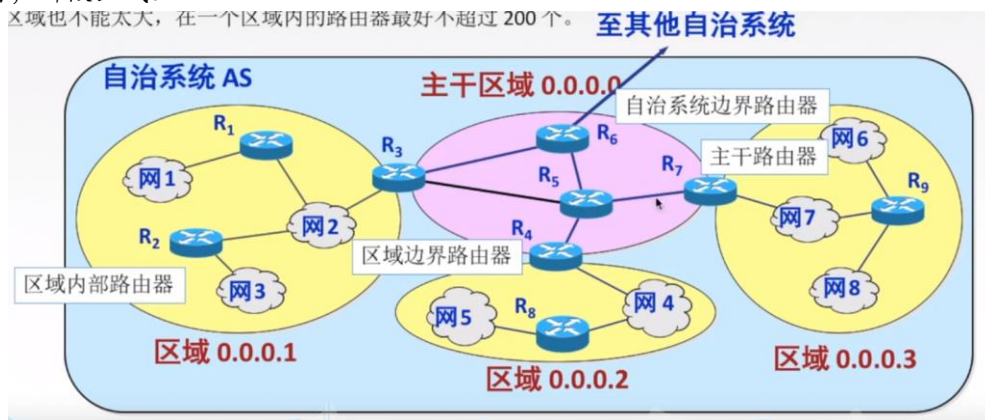 区域也不能太大，在一个区域内的路由器最好不超过 200 个。
至其他自治系统
自治系统 AS
主干区域 0.0.0.0
自治系统边界路由器
R1
R3
R6
网6
主干路由器
R7
R5
R9
网1
网2
R2
R4
网7
区域边界路由器
区域内部路由器
网3
网8
网5
R8
网 4
区域 0.0.0.1
区域 0.0.0.2
区域 0.0.0.3